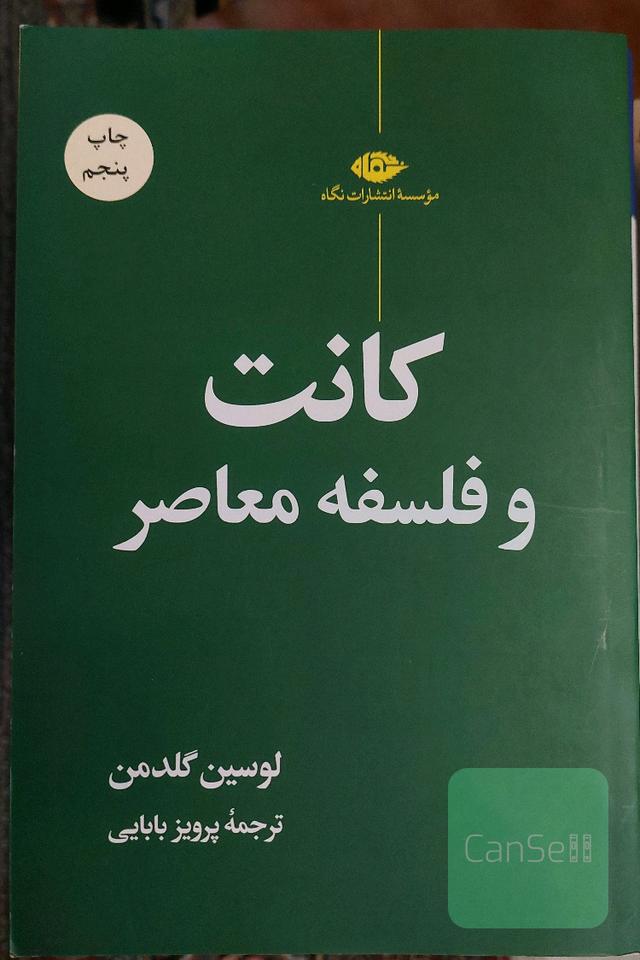 چاپ
پنجم
مؤسسهٔ انتشارات نگاه
کانت
و فلسفه معاصر
لوسین گلدمن
ترجمهٔ پرویز بابایی
CanSell